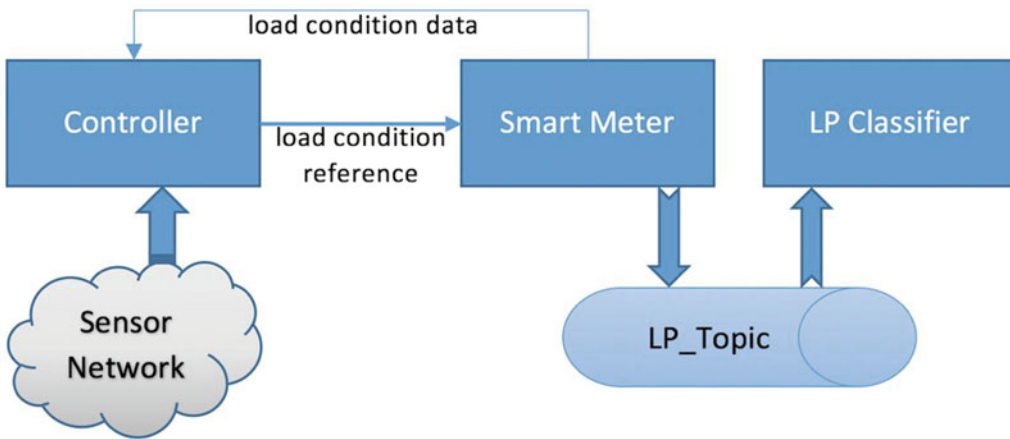 load condition data
Controller
Smart Meter
LP Classifier
load condition
reference
Sensor
Network
LP_Topic